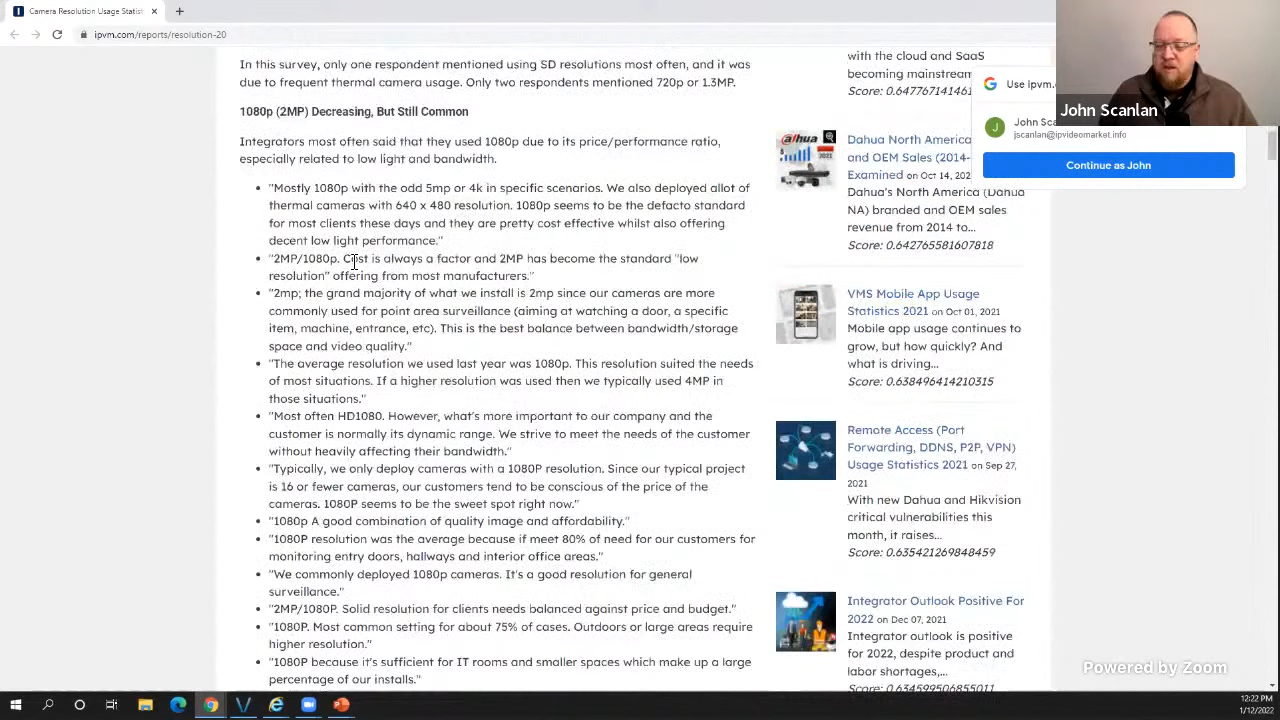 Camera Resolution Usage Statist
ipvm.com/reports/resolution-20
In this survey, only one respondent mentioned using SD resolutions most often, and it was
due to frequent thermal camera usage. Only two respondents mentioned 720p or 1.3MP.
1080p (2MP) Decreasing, But Still Common
Integrators most often said that they used 1080p due to its price/performance ratio,
especially related to low light and bandwidth.
"Mostly 1080p with the odd 5mp or 4k in specific scenarios. We also deployed allot of
thermal cameras with 640 x 480 resolution. 1080p seems to be the defacto standard
for most clients these days and they are pretty cost effective whilst also offering
decent low light performance."
"2MP/1080p. Cost is always a factor and 2MP has become the standard "low
resolution" offering from most manufacturers."
"2mp; the grand majority of what we install is 2mp since our cameras are more
commonly used for point area surveillance (aiming at watching a door, a specific
item, machine, entrance, etc). This is the best balance between bandwidth/storage
space and video quality."
"The average resolution we used last year was 1080p. This resolution suited the needs
of most situations. If a higher resolution was used then we typically used 4MP in
those situations."
"Most often HD1080. However, what's more important to our company and the
customer is normally its dynamic range. We strive to meet the needs of the customer
without heavily affecting their bandwidth."
"Typically, we only deploy cameras with a 1080P resolution. Since our typical project
is 16 or fewer cameras, our customers tend to be conscious of the price of the
cameras. 1080P seems to be the sweet spot right now."
"1080p A good combination of quality image and affordability."
"1080P resolution was the average because if meet 80% of need for our customers for
monitoring entry doors, hallways and interior office areas."
"We commonly deployed 1080p cameras. It's a good resolution for general
surveillance."
"2MP/1080P. Solid resolution for clients needs balanced against price and budget."
"1080P. Most common setting for about 75% of cases. Outdoors or large areas require
higher resolution."
"1080P because it's sufficient for IT rooms and smaller spaces which make up a large
percentage of our installs."
with the cloud and SaaS
becoming mainstream
Score: 0.647767141461
alhua
2022
Dahua North America
and OEM Sales (2014-
Examined on Oct 14, 202
Dahua's North America (Dahua
NA) branded and OEM sales
revenue from 2014 to...
Score: 0.642765581607818
VMS Mobile App Usage
Statistics 2021 on Oct 01, 2021
Mobile app usage continues to
grow, but how quickly? And
what is driving...
Score: 0.638496414210315
Remote Access (Port
Forwarding, DDNS, P2P, VPN)
Usage Statistics 2021 on Sep 27,
2021
With new Dahua and Hikvision
critical vulnerabilities this
month, it raises...
Score: 0.635421269848459
Integrator Outlook Positive For
2022 on Dec 07, 2021
Integrator outlook is positive
for 2022, despite product and
labor shortages,...
Score: 0.634599506855011
Use ipvm.
John Sca
jscanlan@ipvideomarket.info
Continue as John
John Scanlan
Powered by Zoom
12:22 PM
1/12/2022